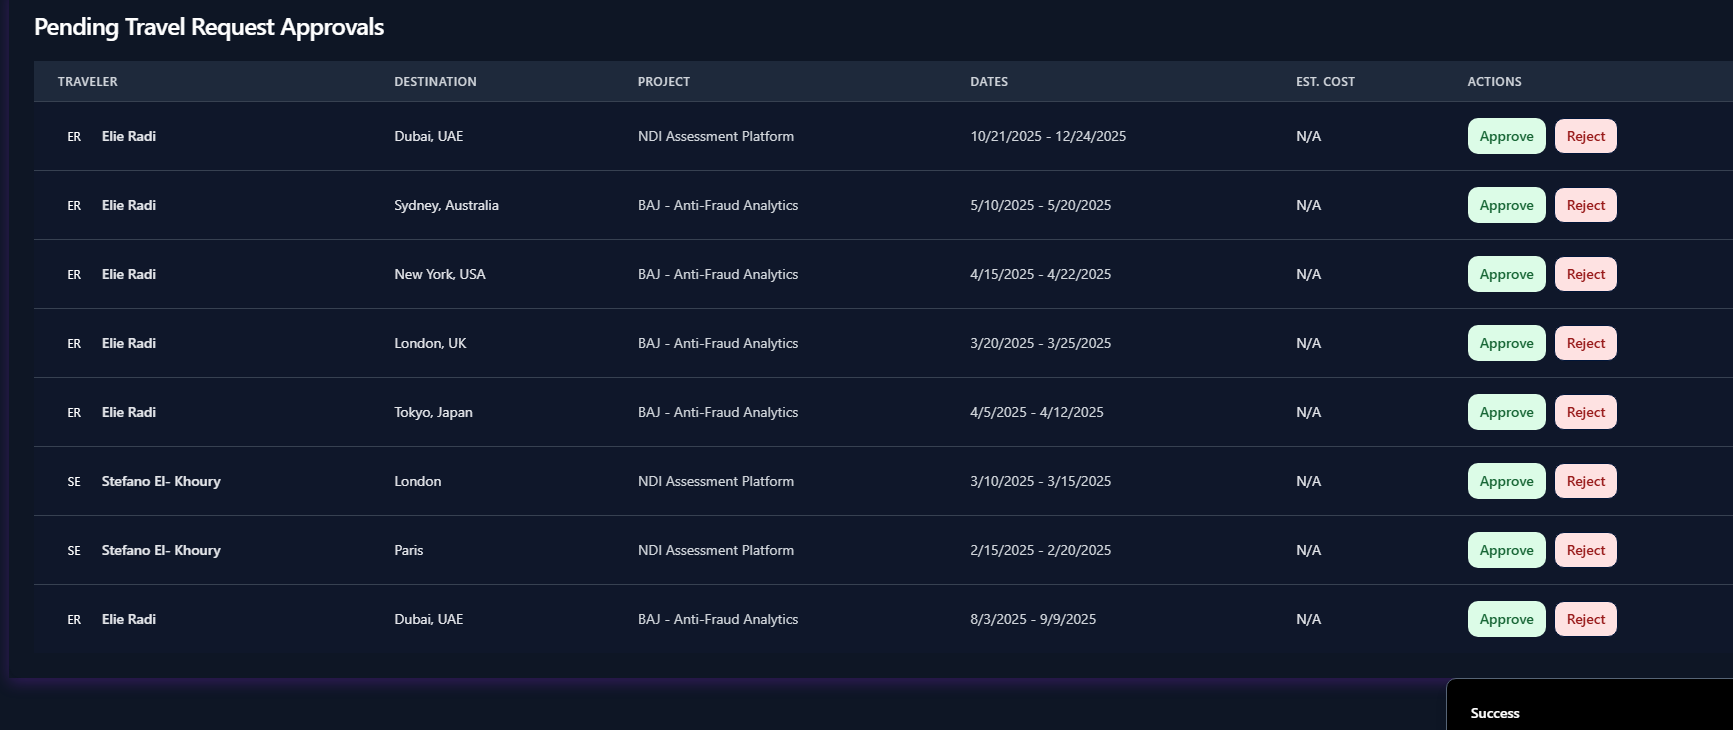 Pending Travel Request Approvals
TRAVELER DESTINATION PROJECT DATES EST. COST ACTIONS
ER Elie Radi Dubai, UAE NDI Assessment Platform 10/21/2025 - 12/24/2025 N/A Approve Reject
ER Elie Radi Sydney, Australia BAJ - Anti-Fraud Analytics 5/10/2025 - 5/20/2025 N/A Approve Reject
ER Elie Radi New York, USA BAJ - Anti-Fraud Analytics 4/15/2025 - 4/22/2025 N/A Approve Reject
ER Elie Radi London, UK BAJ - Anti-Fraud Analytics 3/20/2025 - 3/25/2025 N/A Approve Reject
ER Elie Radi Tokyo, Japan BAJ - Anti-Fraud Analytics 4/5/2025 - 4/12/2025 N/A Approve Reject
SE Stefano El- Khoury London NDI Assessment Platform 3/10/2025 - 3/15/2025 N/A Approve Reject
SE Stefano El- Khoury Paris NDI Assessment Platform 2/15/2025 - 2/20/2025 N/A Approve Reject
ER Elie Radi Dubai, UAE BAJ - Anti-Fraud Analytics 8/3/2025 - 9/9/2025 N/A Approve Reject
Success